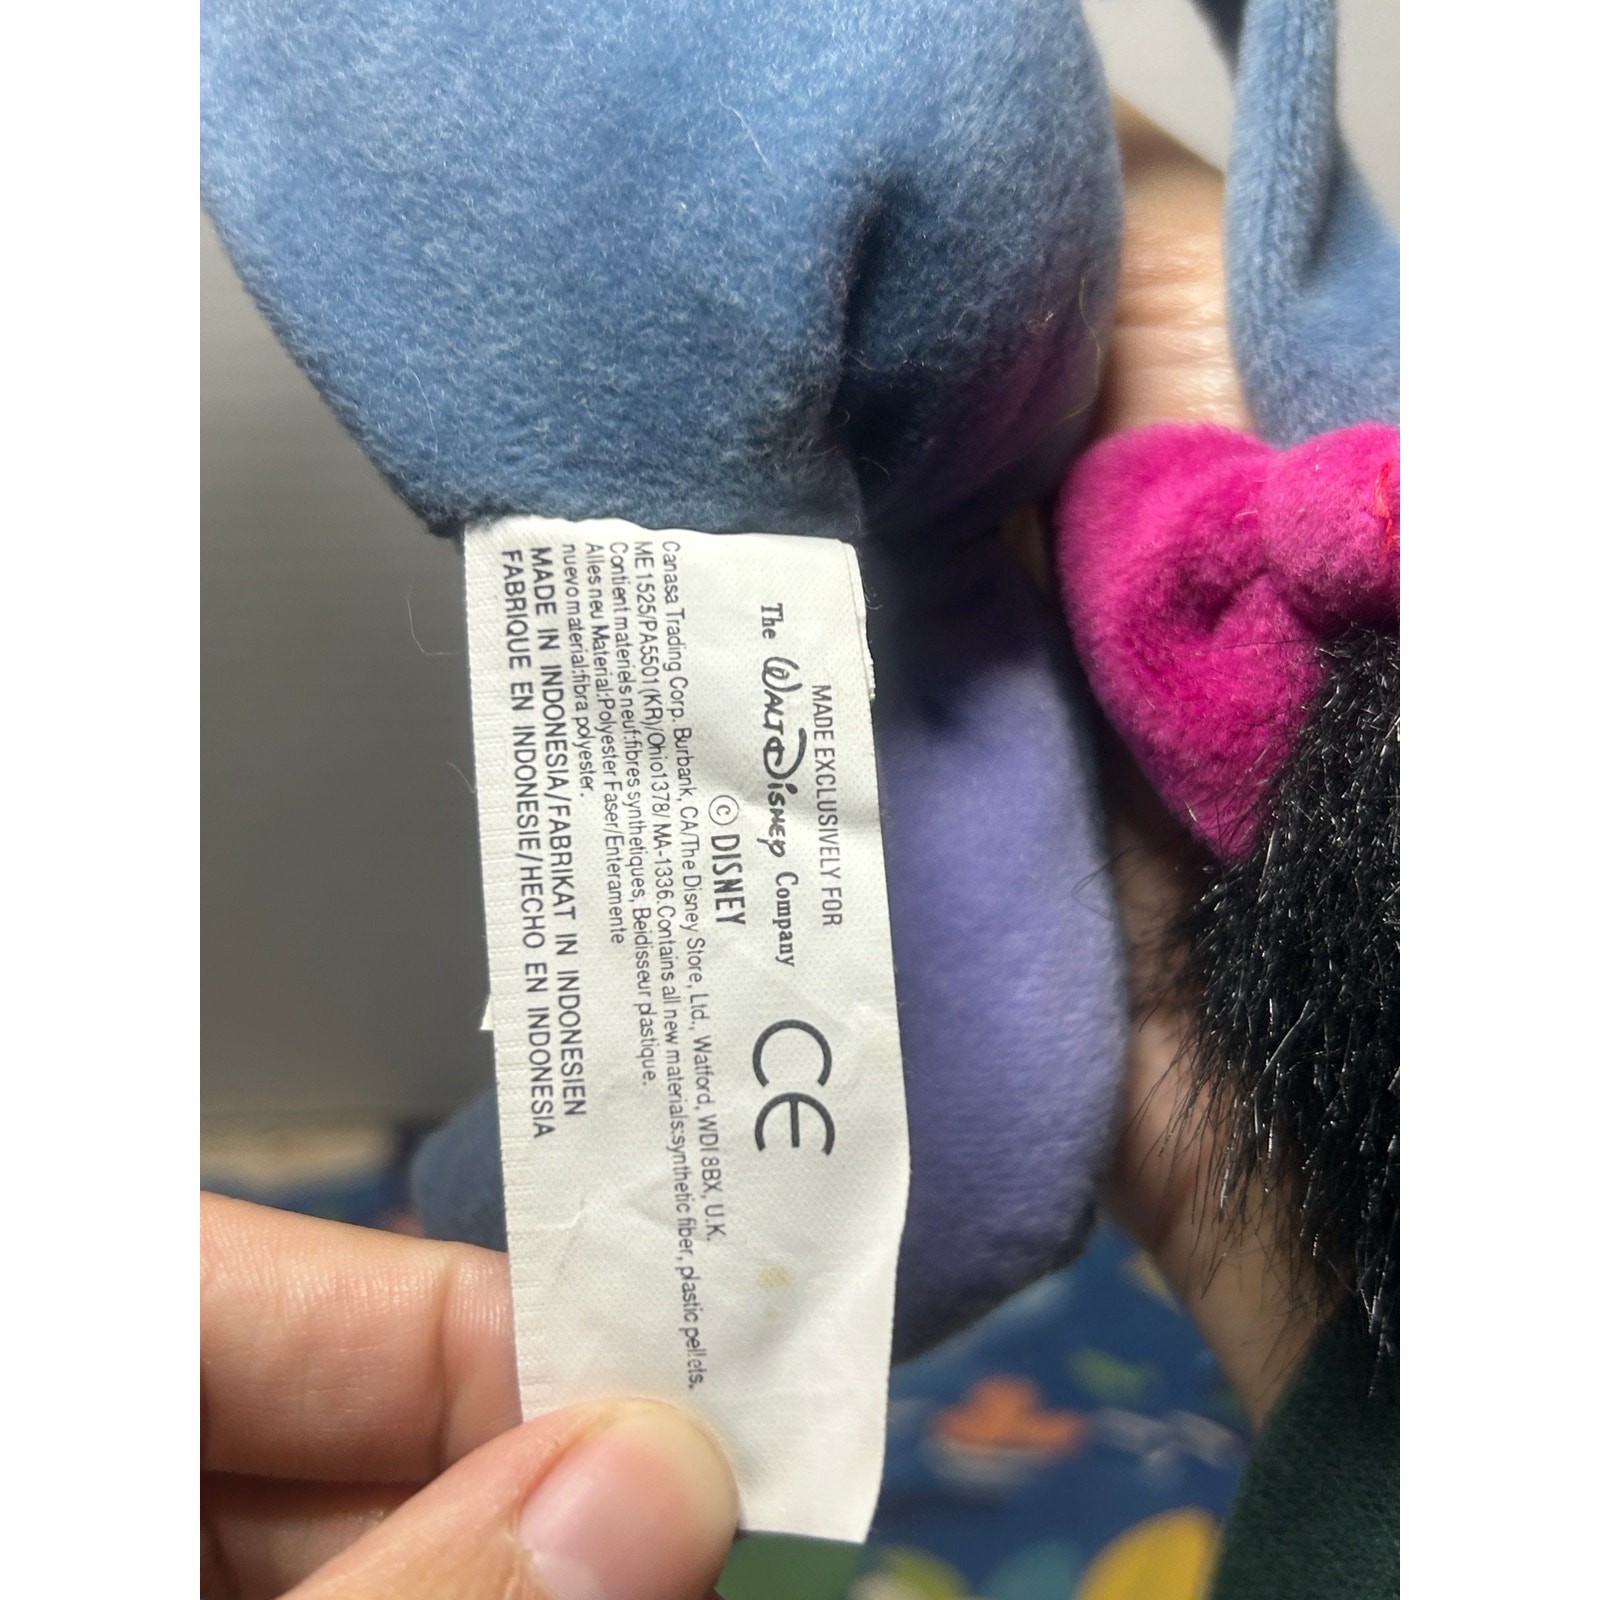 MADE EXCLUSIVELY FOR
The WALT DISNEY Company
CE
© DISNEY
Canasa Trading Corp. Burbank, CA/The Disney Store, Ltd., Watford, WDI 8BX, U.K.
ME1525/PA5501(KR)/Ohio1378/ MA-1336.Contains all new materials:synthetic fiber, plastic pellets.
Contient materiels neuf:fibres synthetiques, Beidisseur plastique.
Alles neu Material:Polyester Faser/Enteramente
nuevo material:fibra polyester.
MADE IN INDONESIA/FABRIKAT IN INDONESIEN
FABRIQUE EN INDONESIE/HECHO EN INDONESIA